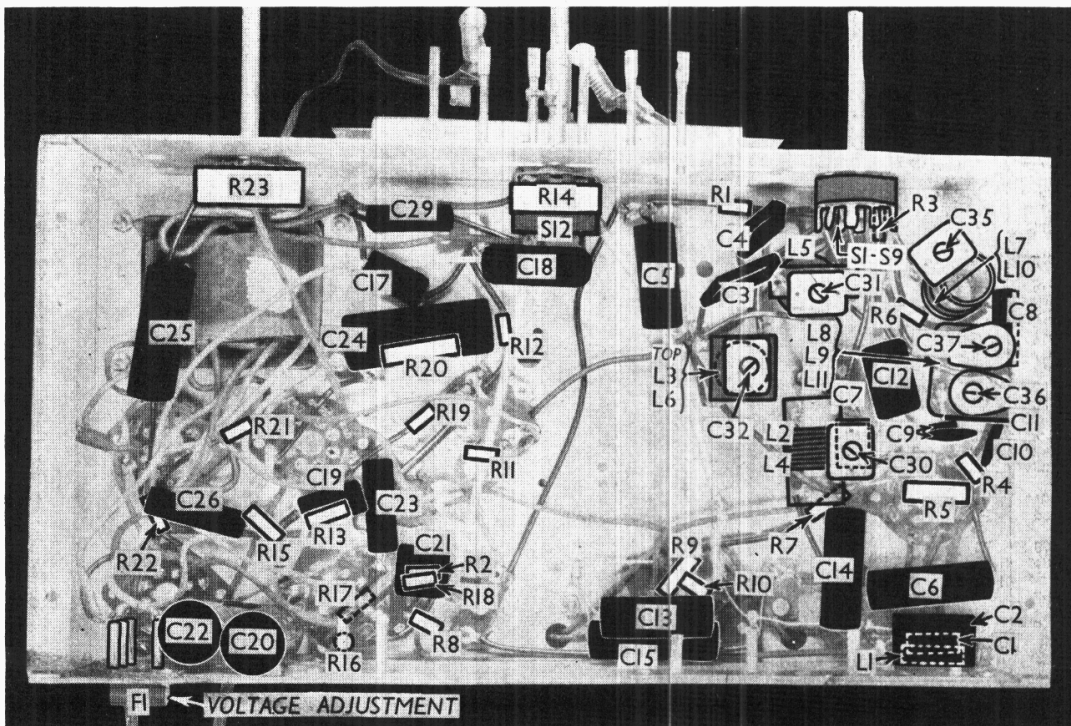 R23
C29
R14
S12
R1
R3
C35
C4
L5
S1-S9
L7
L10
C25
C17
C18
C5
C3
C31
C8
R6
C24
R20
R12
L8
C37
TOP
L3
L9
L6
L11
C12
C7
C36
R21
R19
C32
L2
C9
C11
R11
L4
C30
C10
R4
C26
C19
C23
R13
R5
R15
R22
C21
R2
R9
R7
R18
R10
C14
C6
R17
C22
C20
R8
C13
C2
R16
C15
C1
L1
F1
VOLTAGE ADJUSTMENT